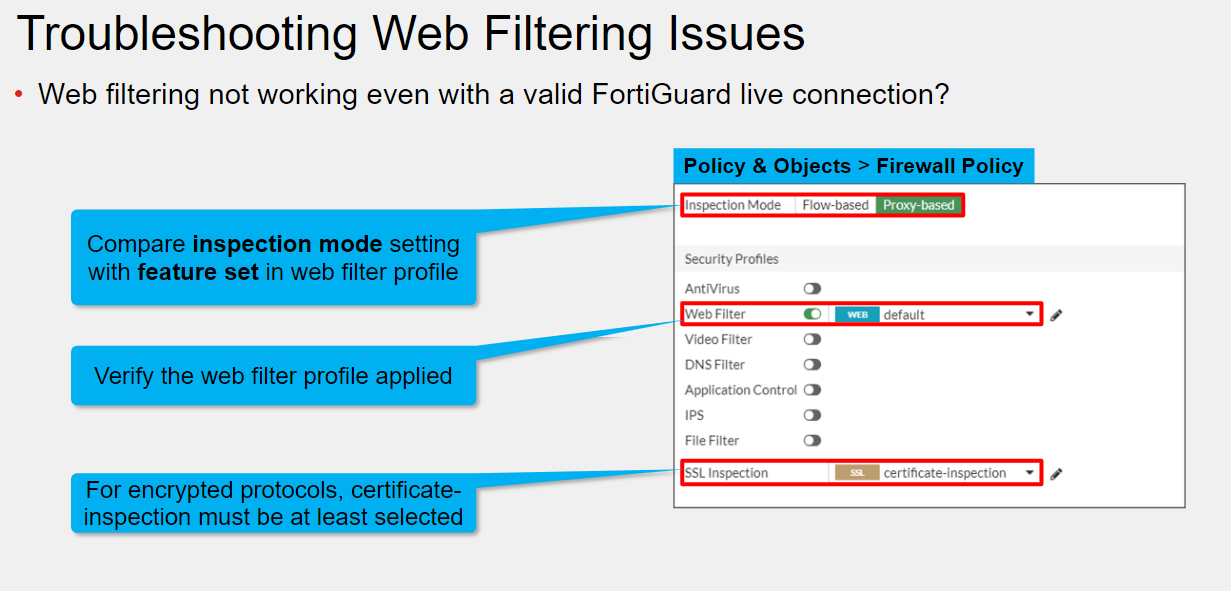 Troubleshooting Web Filtering Issues
• Web filtering not working even with a valid FortiGuard live connection?
Policy & Objects > Firewall Policy
Compare inspection mode setting
with feature set in web filter profile
Verify the web filter profile applied
For encrypted protocols, certificate-
inspection must be at least selected
Inspection Mode Flow-based Proxy-based
Security Profiles
AntiVirus
Web Filter WEB default
Video Filter
DNS Filter
Application Control
IPS
File Filter
SSL Inspection SSL certificate-inspection